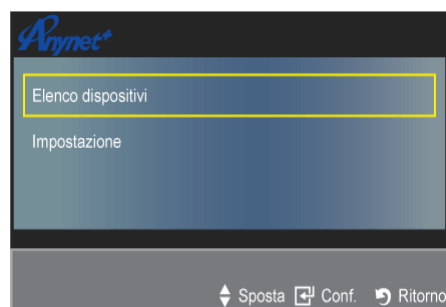 Anynet+
Elenco dispositivi
Impostazione
Sposta Conf. Ritorno